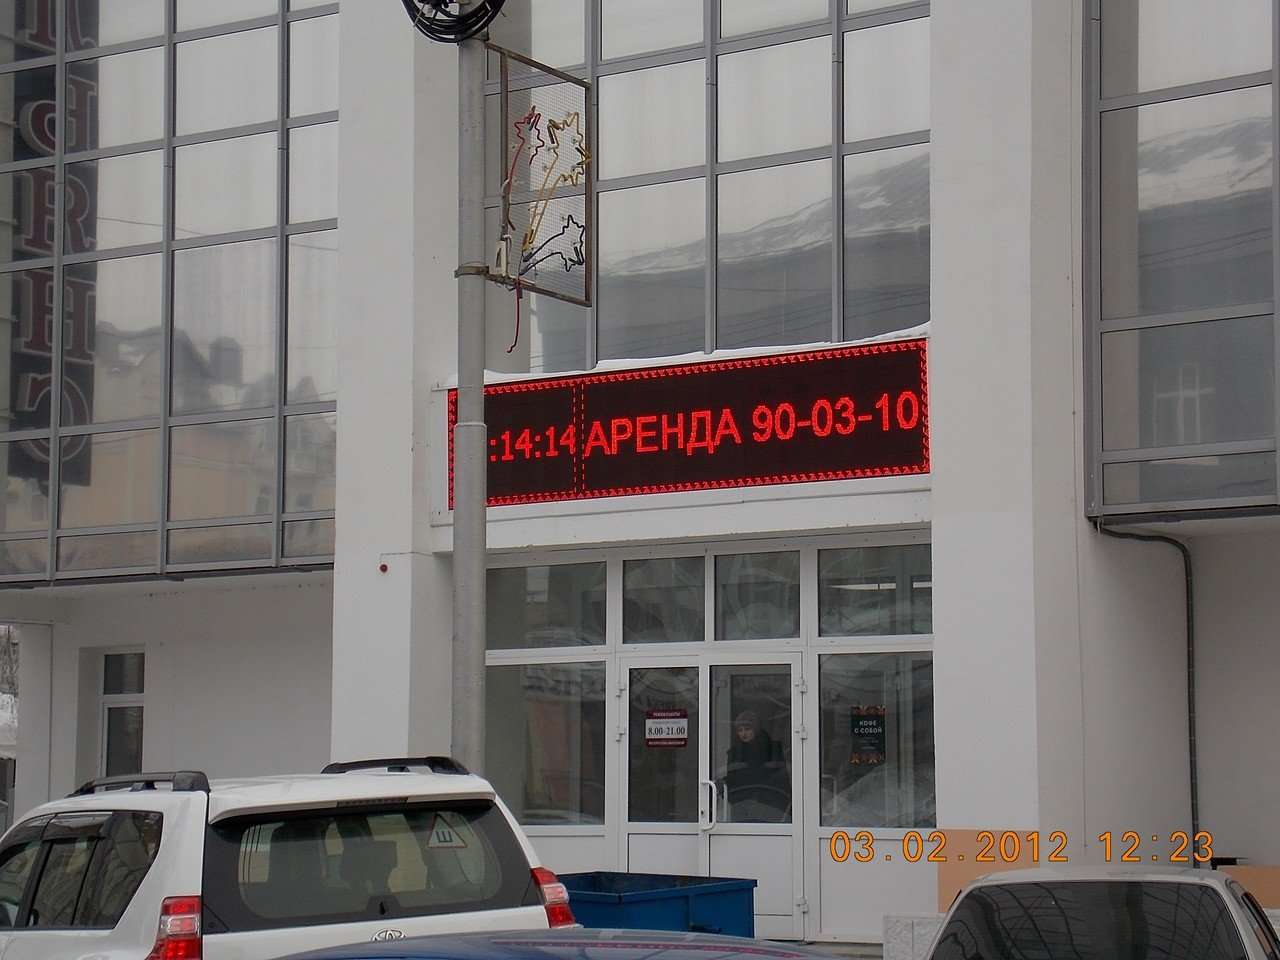 :14:14 АРЕНДА 90-03-10
8.00-21.00
КОФЕ
С СОБОЙ
Ш
03.02.2012 12:23